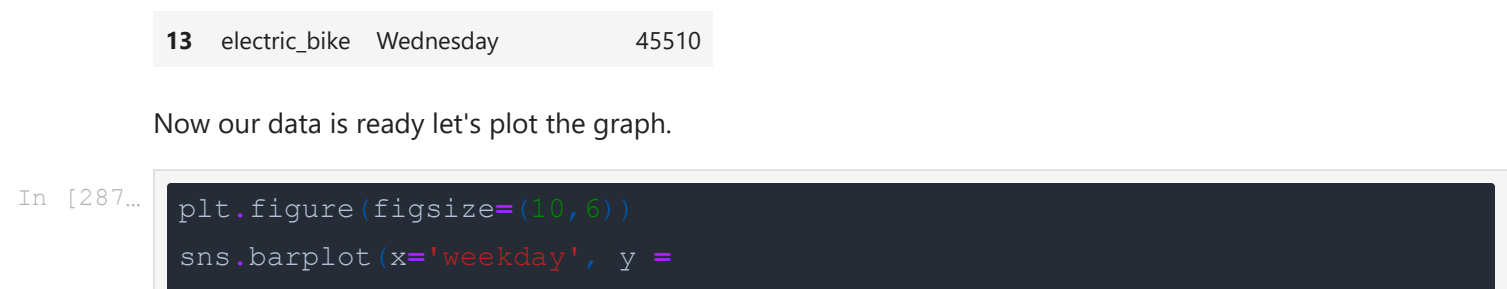 13 electric_bike Wednesday 45510
Now our data is ready let's plot the graph.
In [287…
plt.figure(figsize=(10,6))
sns.barplot(x='weekday', y =